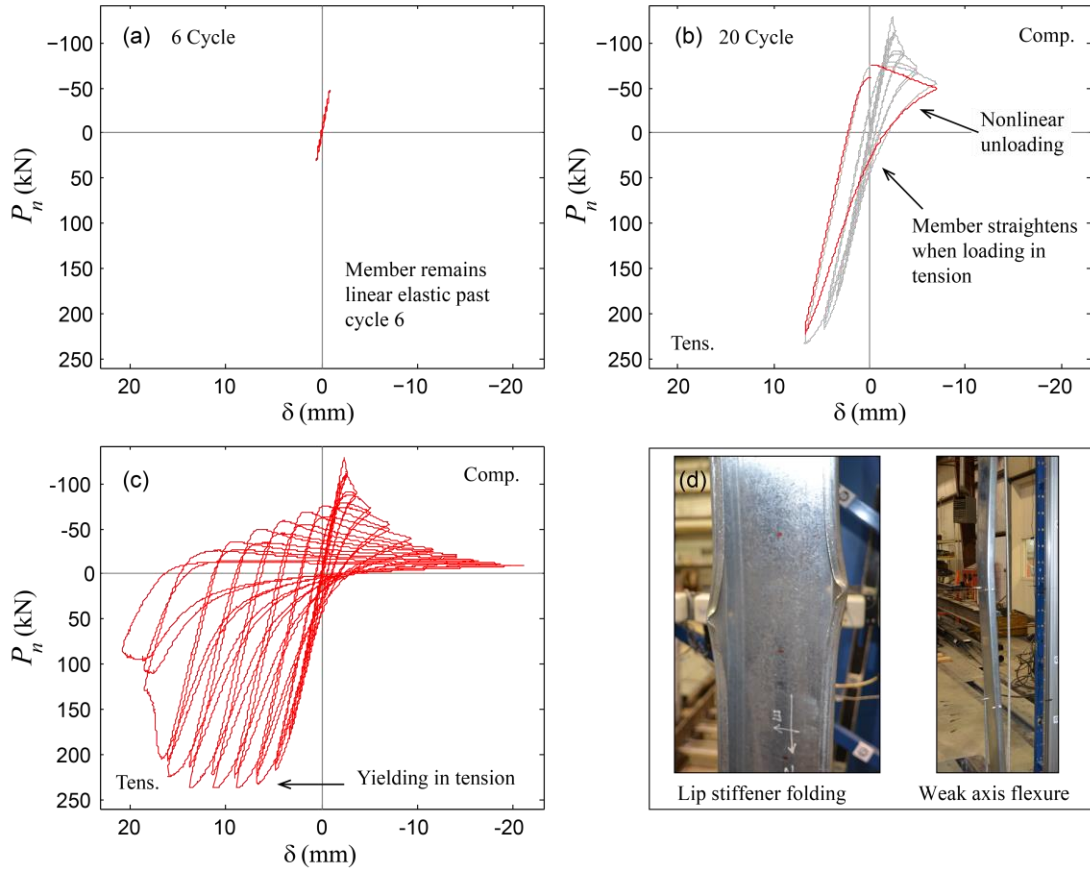 (a) 6 Cycle
-100
-50
0
50
100
150
200
250
Pn (kN)
Member remains
linear elastic past
cycle 6
20 10 0 -10 -20
δ (mm)
(b) 20 Cycle
Comp.
-100
-50
0
50
100
150
200
250
Pn (kN)
Nonlinear
unloading
Member straightens
when loading in
tension
Tens.
20 10 0 -10 -20
δ (mm)
(c)
Comp.
-100
-50
0
50
100
150
200
250
Pn (kN)
Tens.
Yielding in tension
20 10 0 -10 -20
δ (mm)
(d)
Lip stiffener folding
Weak axis flexure